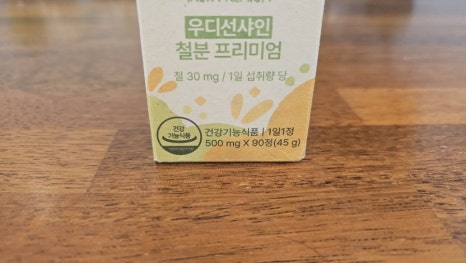 우디선샤인
철분 프리미엄
철 30 mg / 1일 섭취량 당
건강
기능식품
건강기능식품 | 1일1정
500 mg X 90정(45 g)